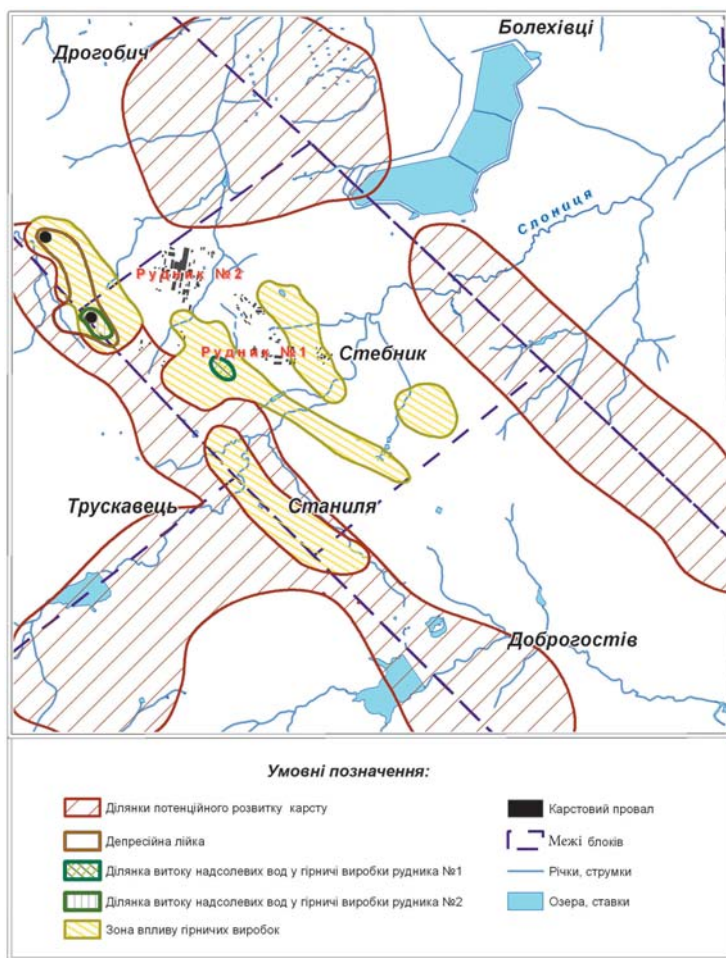 Дрогобич
Болехівці
Слониця
Рудник №2
Рудник №1
Стебник
Трускавець
Станиля
Доброгостів
Умовні позначення:
Ділянки потенційного розвитку карсту
Депресійна лійка
Ділянка витоку надсолевих вод у гірничі виробки рудника №1
Ділянка витоку надсолевих вод у гірничі виробки рудника №2
Зона впливу гірничих виробок
Карстовий провал
Межі блоків
Річки, струмки
Озера, ставки